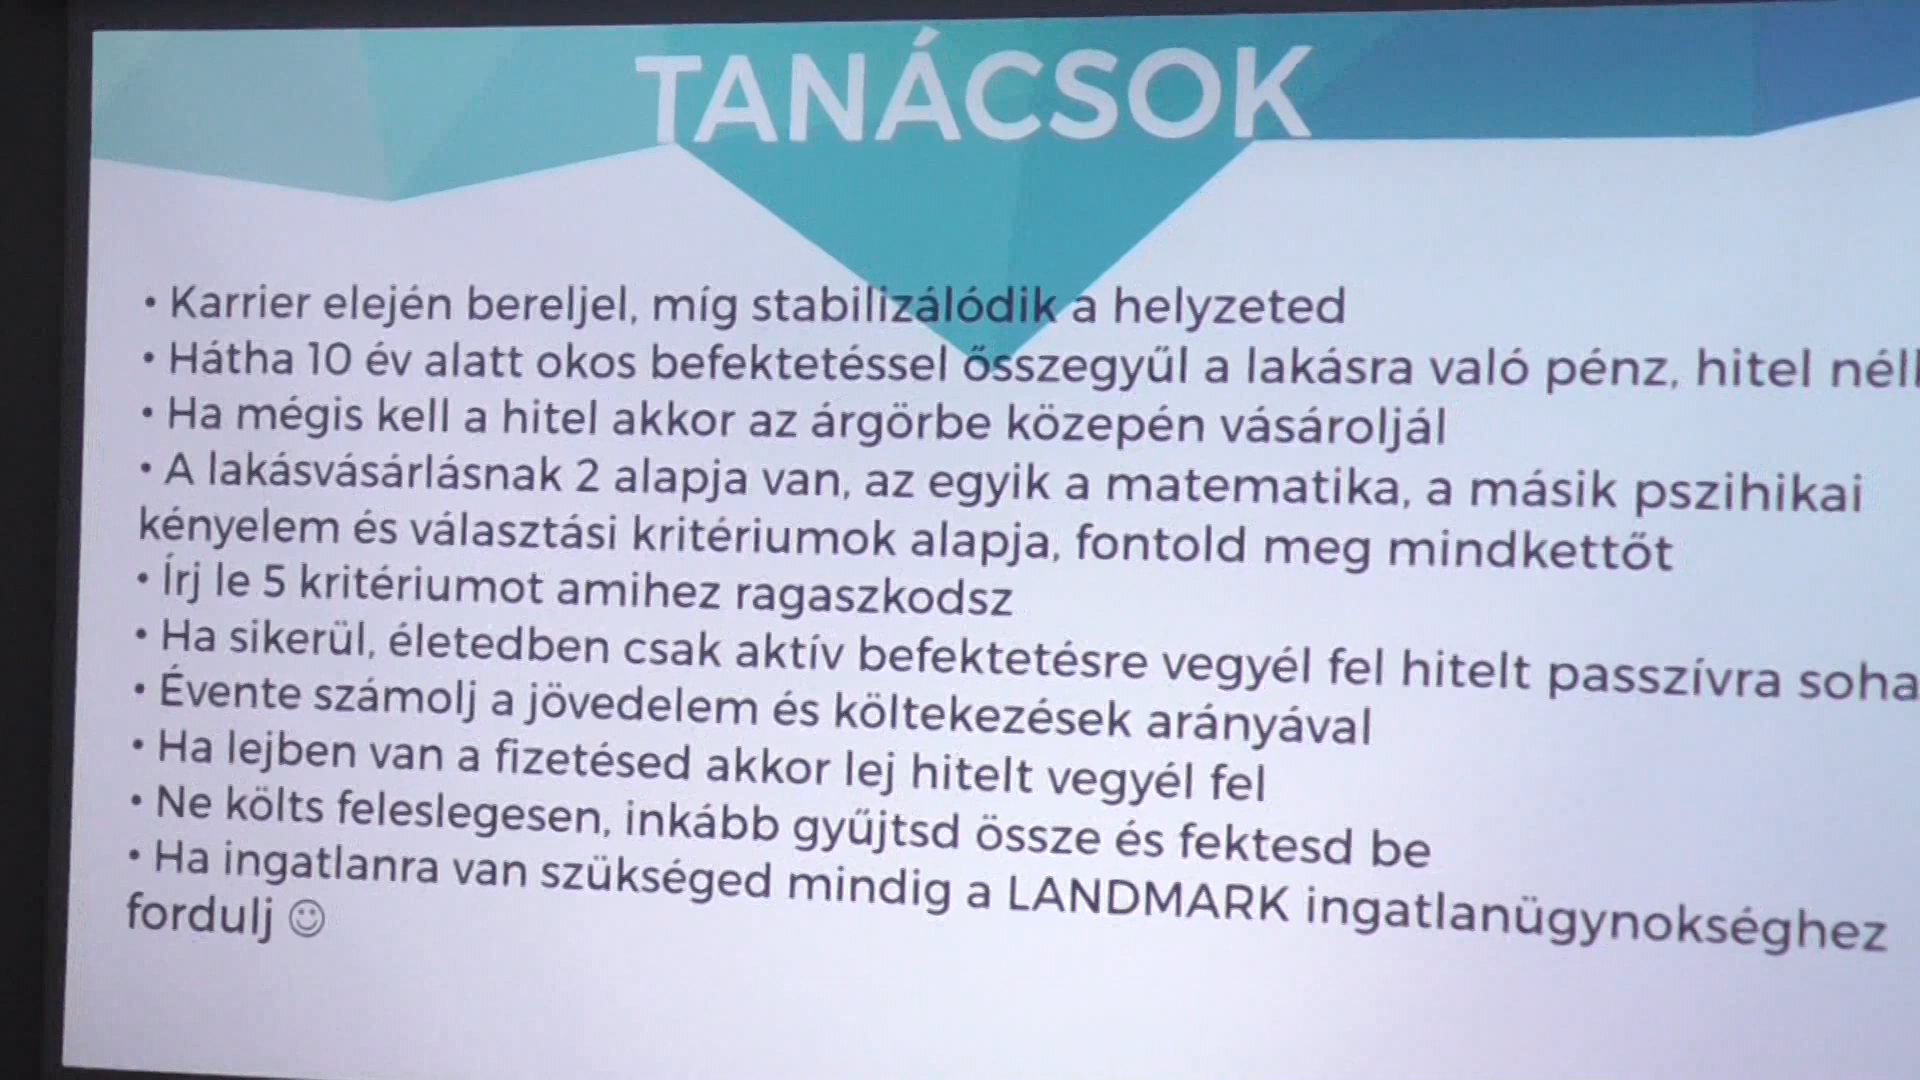 TANÁCSOK
• Karrier elején bereljel, míg stabilizálódik a helyzeted
• Hátha 10 év alatt okos befektetéssel összegyűl a lakásra való pénz, hitel
• Ha mégis kell a hitel akkor az árgörbe közepén vásároljál
• A lakásvásárlásnak 2 alapja van, az egyik a matematika, a másik pszihikai
kényelem és választási kritériumok alapja, fontold meg mindkettőt
• Írj le 5 kritériumot amihez ragaszkodsz
• Ha sikerül, életedben csak aktív befektetésre vegyél fel hitelt passzívra soha
• Évente számolj a jövedelem és költekezések arányával
• Ha lejben van a fizetésed akkor lej hitelt vegyél fel
• Ne költs feleslegesen, inkább gyűjtsd össze és fektesd be
• Ha ingatlanra van szükséged mindig a LANDMARK ingatlanügynokséghez
fordulj ☺